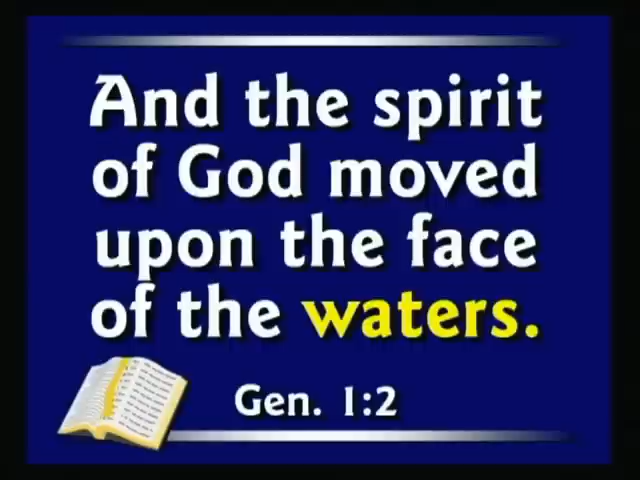 And the spirit
of God moved
upon the face
of the waters.
Gen. 1:2